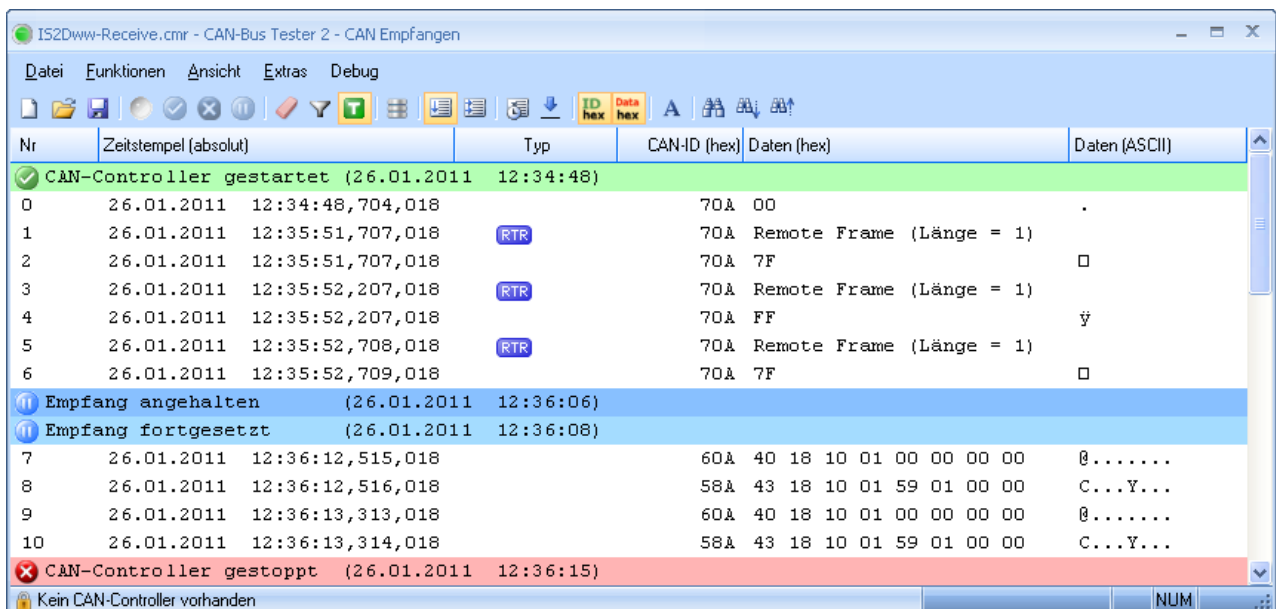 IS2Dww-Receive.cmr - CAN-Bus Tester 2 - CAN Empfangen
Datei Funktionen Ansicht Extras Debug
T ID hex Data hex A
Nr Zeitstempel (absolut) Typ CAN-ID (hex) Daten (hex) Daten (ASCII)
CAN-Controller gestartet (26.01.2011 12:34:48)
0 26.01.2011 12:34:48,704,018 70A 00 .
1 26.01.2011 12:35:51,707,018 RTR 70A Remote Frame (Länge = 1)
2 26.01.2011 12:35:51,707,018 70A 7F □
3 26.01.2011 12:35:52,207,018 RTR 70A Remote Frame (Länge = 1)
4 26.01.2011 12:35:52,207,018 70A FF ÿ
5 26.01.2011 12:35:52,708,018 RTR 70A Remote Frame (Länge = 1)
6 26.01.2011 12:35:52,709,018 70A 7F □
Empfang angehalten (26.01.2011 12:36:06)
Empfang fortgesetzt (26.01.2011 12:36:08)
7 26.01.2011 12:36:12,515,018 60A 40 18 10 01 00 00 00 00 @.......
8 26.01.2011 12:36:12,516,018 58A 43 18 10 01 59 01 00 00 C...Y...
9 26.01.2011 12:36:13,313,018 60A 40 18 10 01 00 00 00 00 @.......
10 26.01.2011 12:36:13,314,018 58A 43 18 10 01 59 01 00 00 C...Y...
CAN-Controller gestoppt (26.01.2011 12:36:15)
Kein CAN-Controller vorhanden NUM